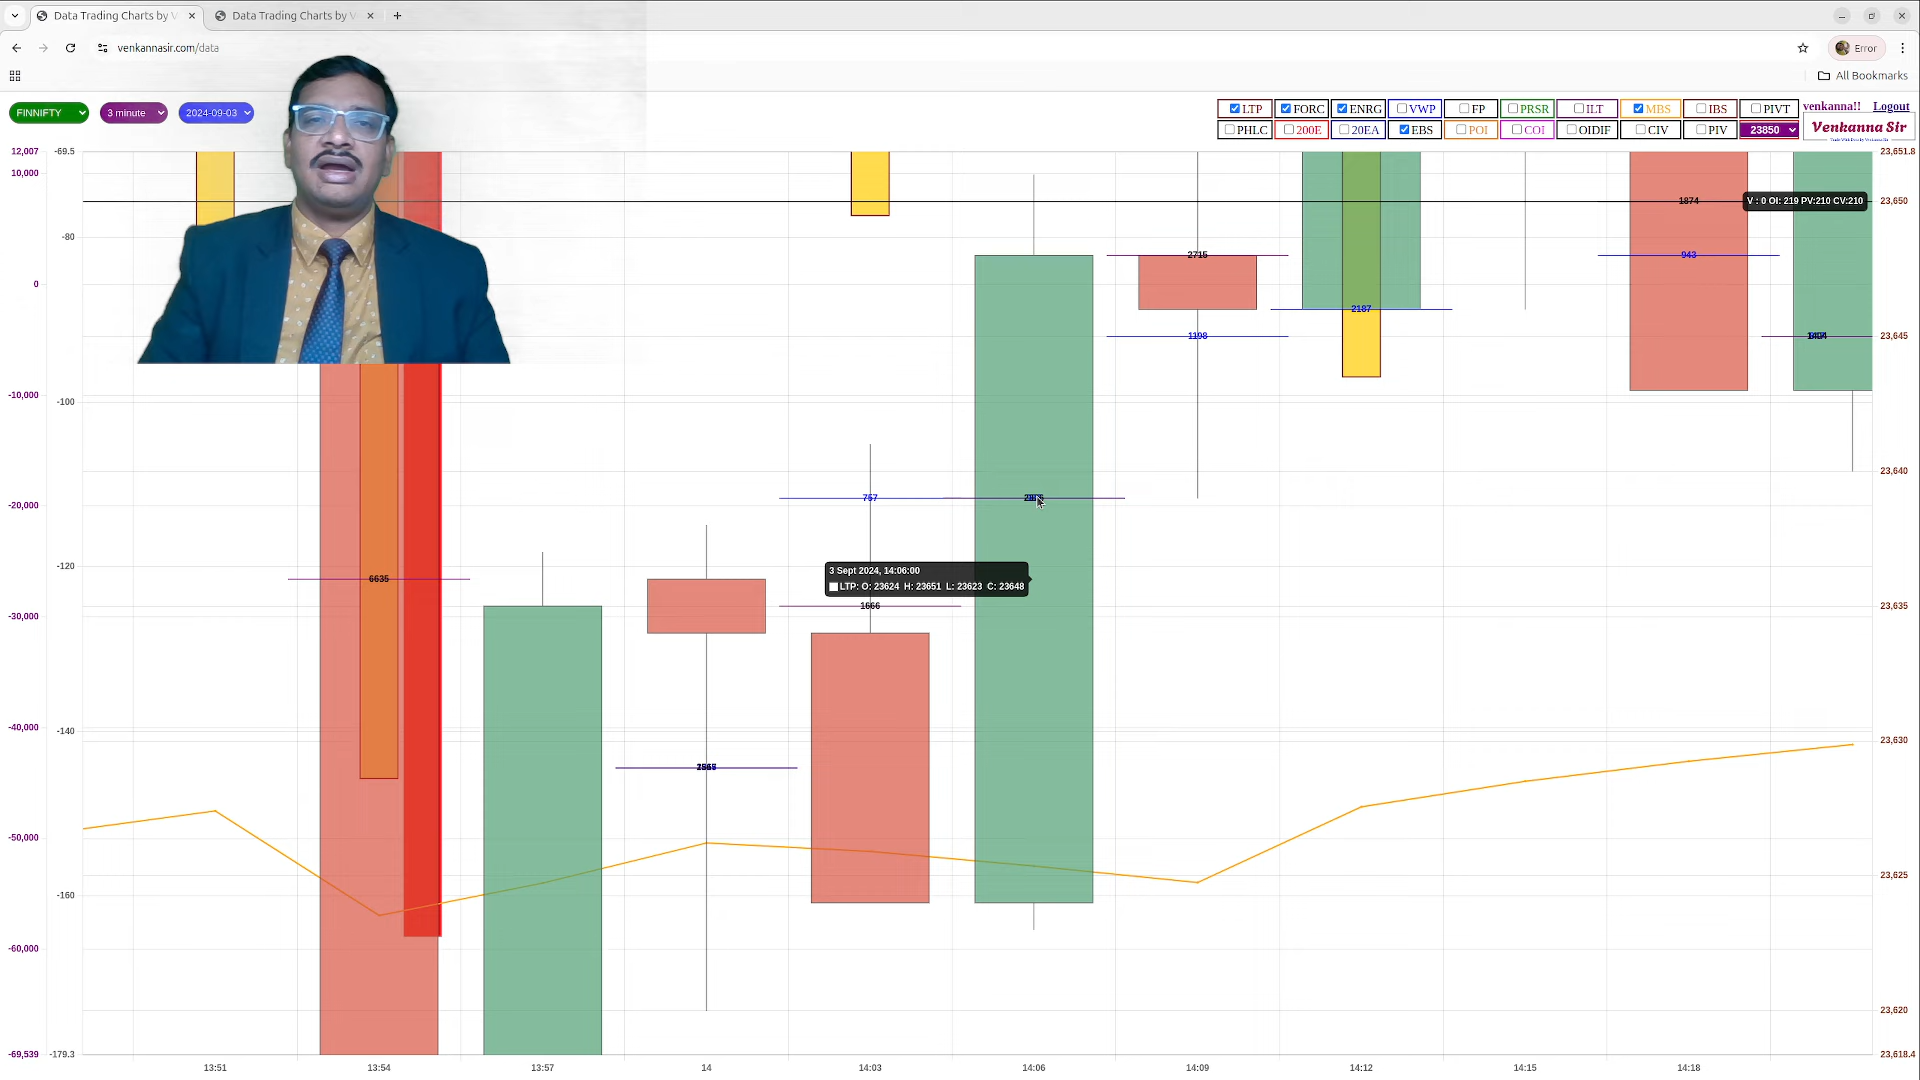 Data Trading Charts by V
Data Trading Charts by V
venkannasir.com/data
Error
All Bookmarks
FINNIFTY
3 minute
2024-09-03
LTP FORC ENRG VWP FP PRSR ILT MBS IBS PIVT venkanna!! Logout
PHLC 200E 20EA EBS POI COI OIDIF CIV PIV 23850 Venkanna Sir
12,007 -69.5 23,651.8
10,000
1874 V : 0 OI: 219 PV:210 CV:210 23,650
-80
2715 943
0
2187
1198 23,645
-10,000
-100
23,640
757
-20,000
-120
3 Sept 2024, 14:06:00
6635
LTP: O: 23624 H: 23651 L: 23623 C: 23648
1666 23,635
-30,000
-40,000
-140
23,630
-50,000
-160 23,625
-60,000
23,620
-69,539 -179.3 23,618.4
13:51 13:54 13:57 14 14:03 14:06 14:09 14:12 14:15 14:18